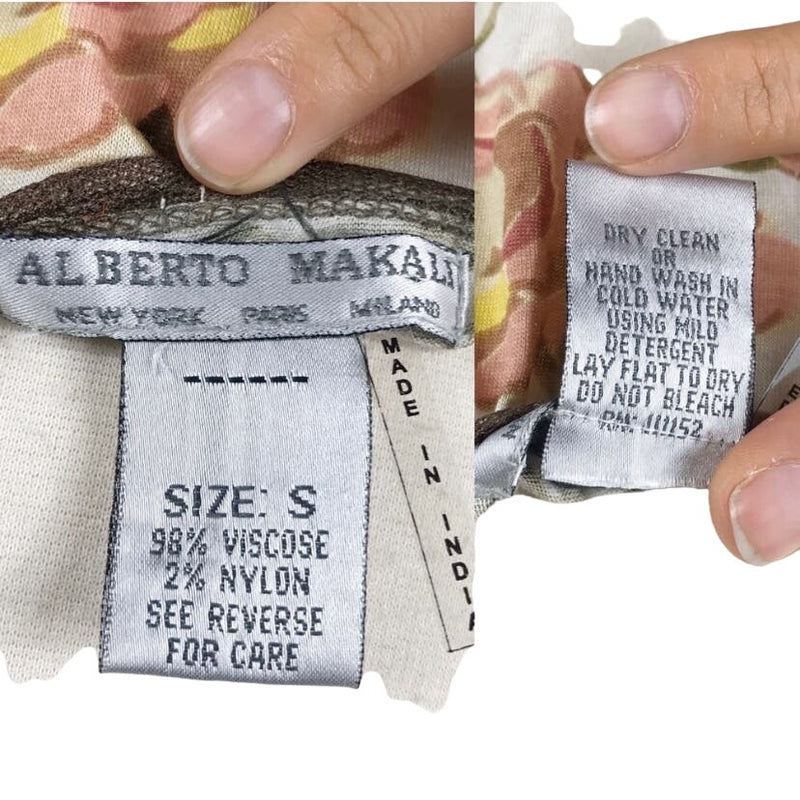 ALBERTO MAKALI
NEW YORK PARIS MILANO
------
SIZE: S
98% VISCOSE
2% NYLON
SEE REVERSE
FOR CARE
MADE IN INDIA
DRY CLEAN
OR
HAND WASH IN
COLD WATER
USING MILD
DETERGENT
LAY FLAT TO DRY
DO NOT BLEACH